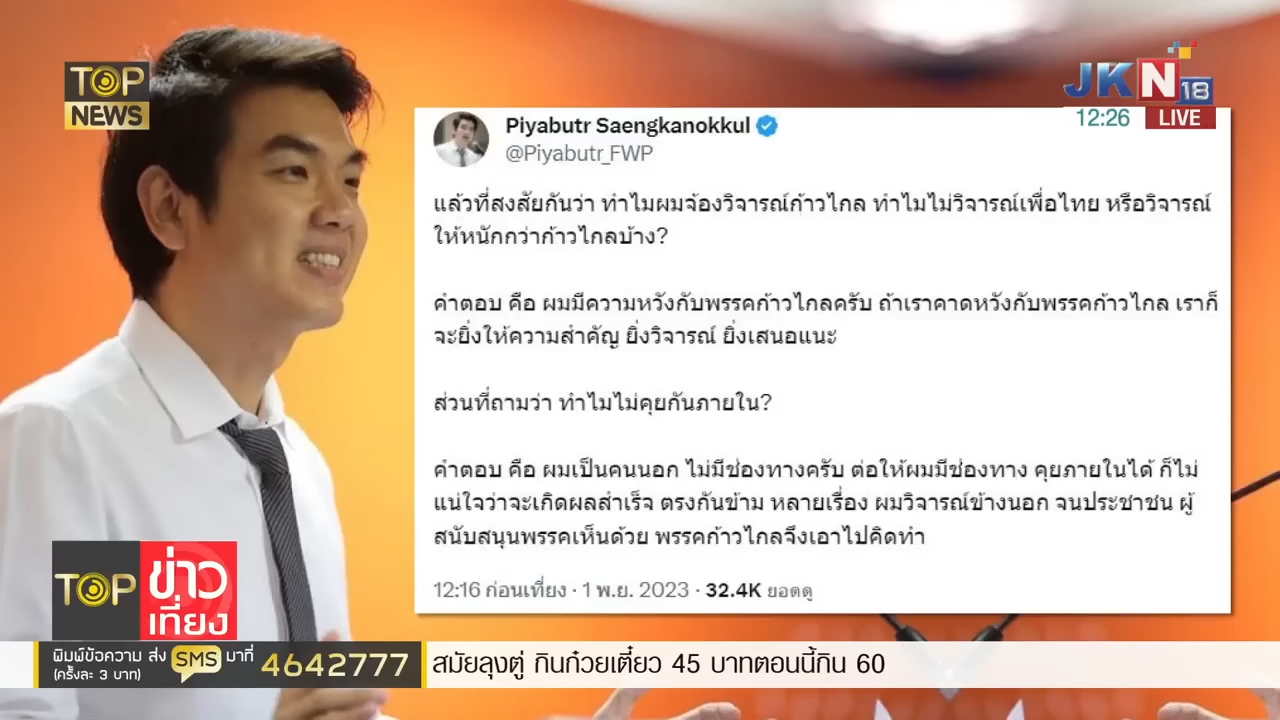 TOP
NEWS
JKN18
12:26
LIVE
Piyabutr Saengkanokkul
@Piyabutr_FWP
แล้วที่สงสัยกันว่า ทำไมผมจ้องวิจารณ์ก้าวไกล ทำไมไม่วิจารณ์เพื่อไทย หรือวิจารณ์
ให้หนักกว่าก้าวไกลบ้าง?
คำตอบ คือ ผมมีความหวังกับพรรคก้าวไกลครับ ถ้าเราคาดหวังกับพรรคก้าวไกล เราก็
จะยิ่งให้ความสำคัญ ยิ่งวิจารณ์ ยิ่งเสนอแนะ
ส่วนที่ถามว่า ทำไมไม่คุยกันภายใน?
คำตอบ คือ ผมเป็นคนนอก ไม่มีช่องทางครับ ต่อให้ผมมีช่องทาง คุยภายในได้ ก็ไม่
แน่ใจว่าจะเกิดผลสำเร็จ ตรงกันข้าม หลายเรื่อง ผมวิจารณ์ข้างนอก จนประชาชน ผู้
สนับสนุนพรรคเห็นด้วย พรรคก้าวไกลจึงเอาไปคิดทำ
12:16 ก่อนเที่ยง · 1 พ.ย. 2023 · 32.4K ยอดดู
TOP ข่าว
เที่ยง
พิมพ์ข้อความ ส่ง SMS มาที่ 4642777
(ครั้งละ 3 บาท)
สมัยลุงตู่ กินก๋วยเตี๋ยว 45 บาทตอนนี้กิน 60